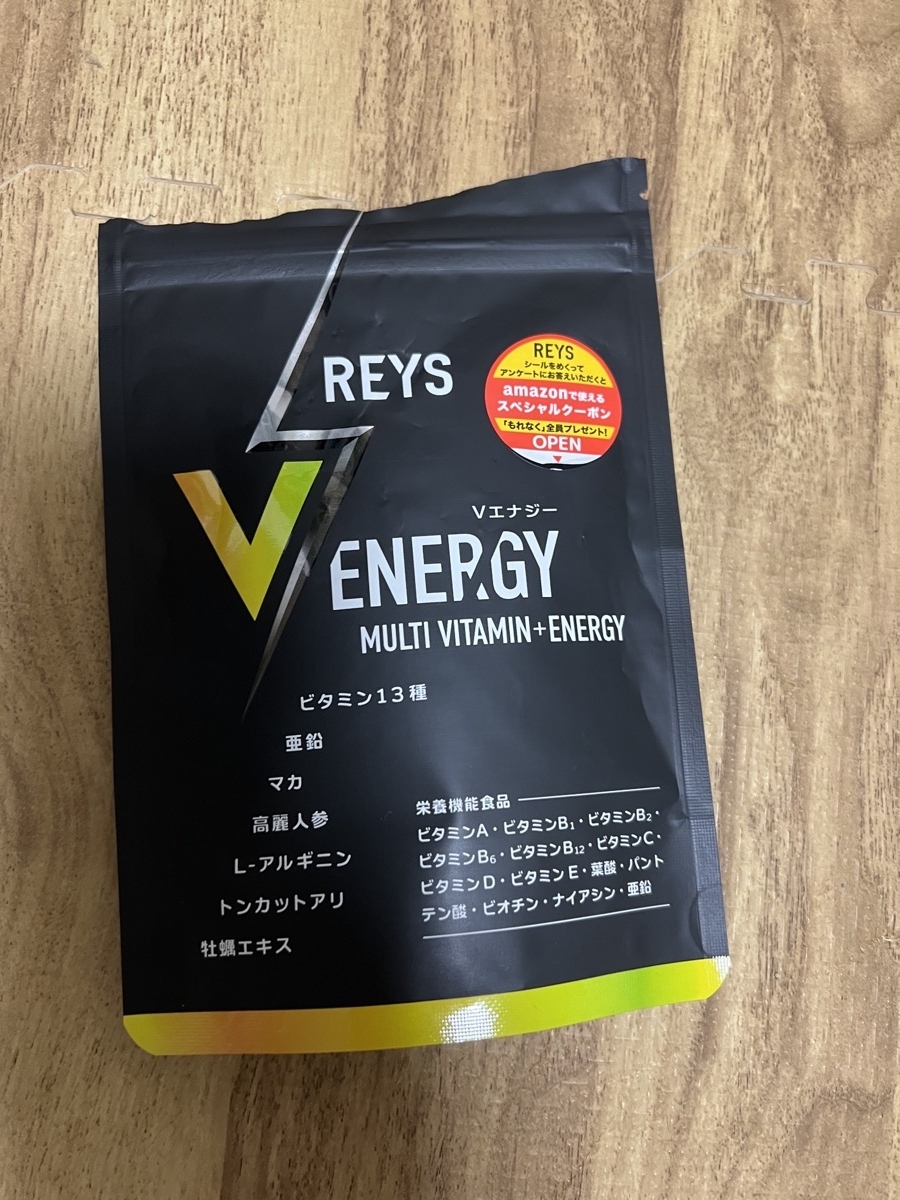 REYS
REYS
シールをめくって
アンケートにお答えいただくと
amazonで使える
スペシャルクーポン
「もれなく」全員プレゼント!
OPEN
V
Vエナジー
ENERGY
MULTI VITAMIN+ENERGY
ビタミン13種
亜鉛
マカ
高麗人参
L-アルギニン
トンカットアリ
牡蠣エキス
栄養機能食品
ビタミンA・ビタミンB₁・ビタミンB₂・
ビタミンB₆・ビタミンB₁₂・ビタミンC・
ビタミンD・ビタミンE・葉酸・パント
テン酸・ビオチン・ナイアシン・亜鉛